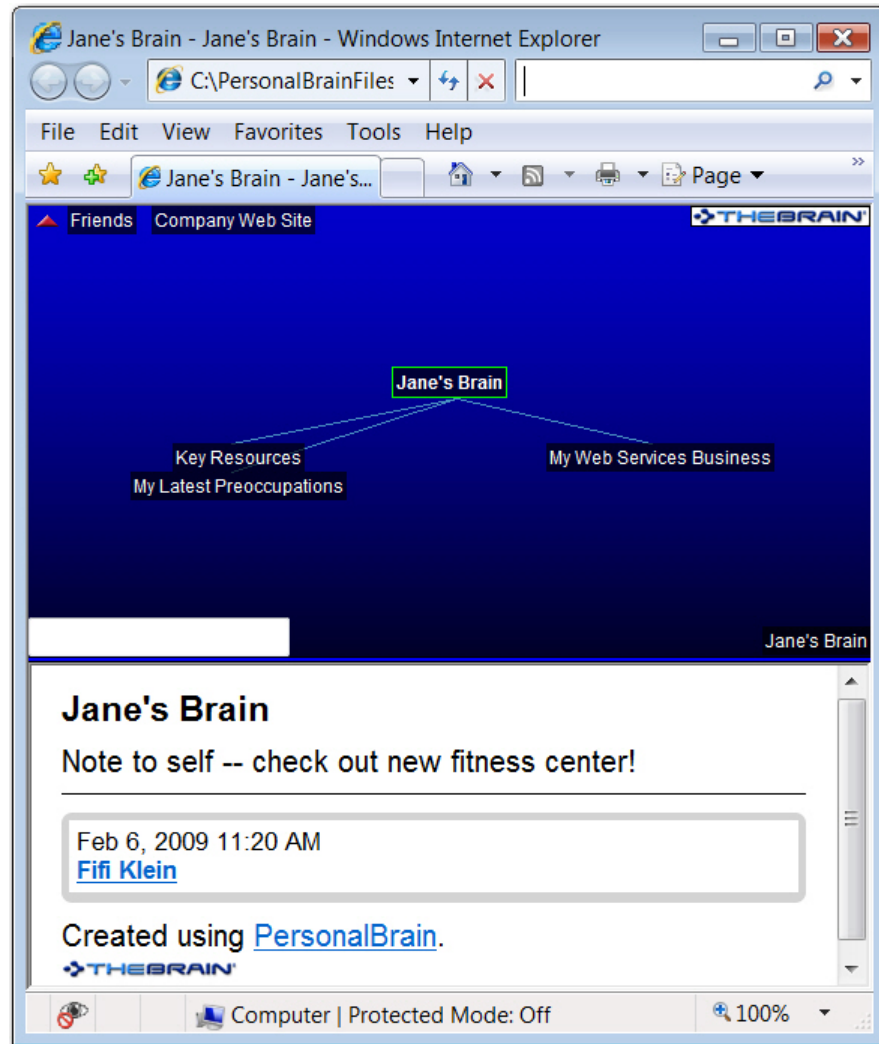 Jane's Brain - Jane's Brain - Windows Internet Explorer
C:\PersonalBrainFiles
File Edit View Favorites Tools Help
Jane's Brain - Jane's... Page
Friends Company Web Site THEBRAIN
Jane's Brain
Key Resources My Web Services Business
My Latest Preoccupations
Jane's Brain
Jane's Brain
Note to self -- check out new fitness center!
Feb 6, 2009 11:20 AM
Fifi Klein
Created using PersonalBrain.
THEBRAIN
Computer | Protected Mode: Off 100%